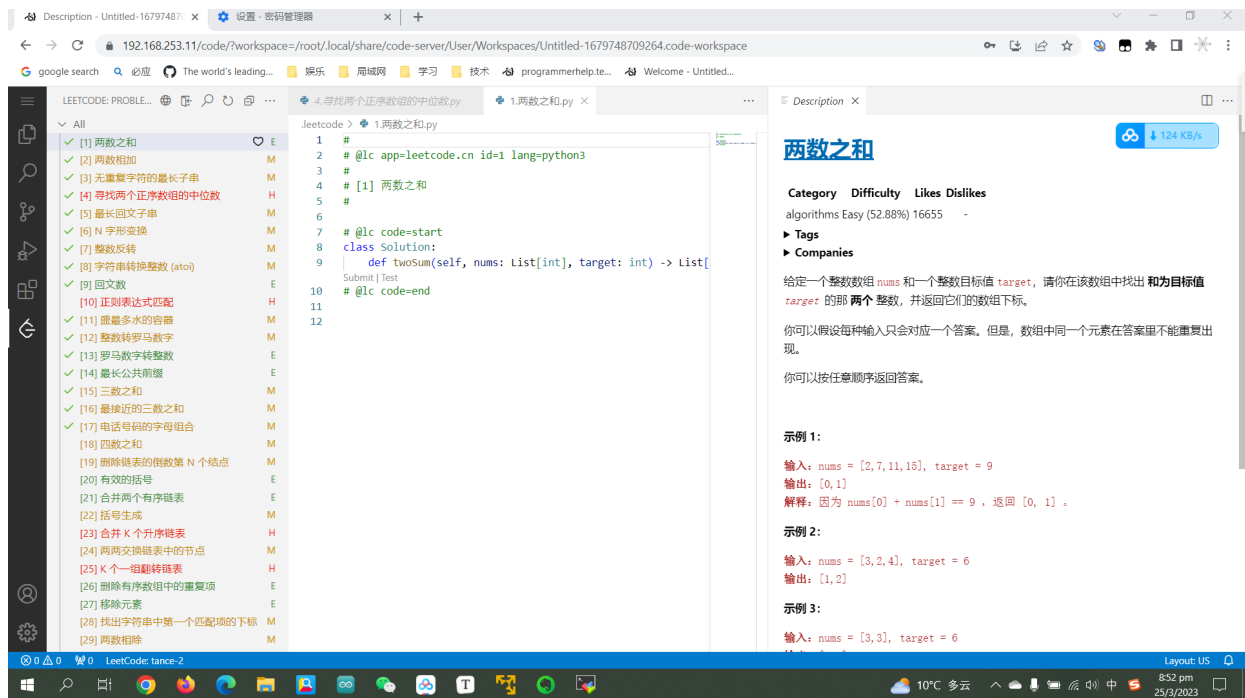 Description - Untitled-16797487
设置 - 密码管理器
192.168.253.11/code/?workspace=/root/.local/share/code-server/User/Workspaces/Untitled-1679748709264.code-workspace
google search
必应
The world's leading...
娱乐
局域网
学习
技术
programmerhelp.te...
Welcome - Untitled...
LEETCODE: PROBLE...
All
[1] 两数之和 E
[2] 两数相加 M
[3] 无重复字符的最长子串 M
[4] 寻找两个正序数组的中位数 H
[5] 最长回文子串 M
[6] N 字形变换 M
[7] 整数反转 M
[8] 字符串转换整数 (atoi) M
[9] 回文数 E
[10] 正则表达式匹配 H
[11] 盛最多水的容器 M
[12] 整数转罗马数字 M
[13] 罗马数字转整数 E
[14] 最长公共前缀 E
[15] 三数之和 M
[16] 最接近的三数之和 M
[17] 电话号码的字母组合 M
[18] 四数之和 M
[19] 删除链表的倒数第 N 个结点 M
[20] 有效的括号 E
[21] 合并两个有序链表 E
[22] 括号生成 M
[23] 合并 K 个升序链表 H
[24] 两两交换链表中的节点 M
[25] K 个一组翻转链表 H
[26] 删除有序数组中的重复项 E
[27] 移除元素 E
[28] 找出字符串中第一个匹配项的下标 M
[29] 两数相除 M
4.寻找两个正序数组的中位数.py
1.两数之和.py
.leetcode > 1.两数之和.py
1 #
2 # @lc app=leetcode.cn id=1 lang=python3
3 #
4 # [1] 两数之和
5 #
6
7 # @lc code=start
8 class Solution:
9 def twoSum(self, nums: List[int], target: int) -> List[
Submit | Test
10 # @lc code=end
11
12
Description
124 KB/s
两数之和
Category Difficulty Likes Dislikes
algorithms Easy (52.88%) 16655 -
Tags
Companies
给定一个整数数组 nums 和一个整数目标值 target，请你在该数组中找出 和为目标值
target 的那 两个 整数，并返回它们的数组下标。
你可以假设每种输入只会对应一个答案。但是，数组中同一个元素在答案里不能重复出
现。
你可以按任意顺序返回答案。
示例 1：
输入：nums = [2,7,11,15], target = 9
输出：[0,1]
解释：因为 nums[0] + nums[1] == 9 ，返回 [0, 1] 。
示例 2：
输入：nums = [3,2,4], target = 6
输出：[1,2]
示例 3：
输入：nums = [3,3], target = 6
0 0 0 LeetCode: tance-2
Layout: US
10°C 多云
中
8:52 pm
25/3/2023